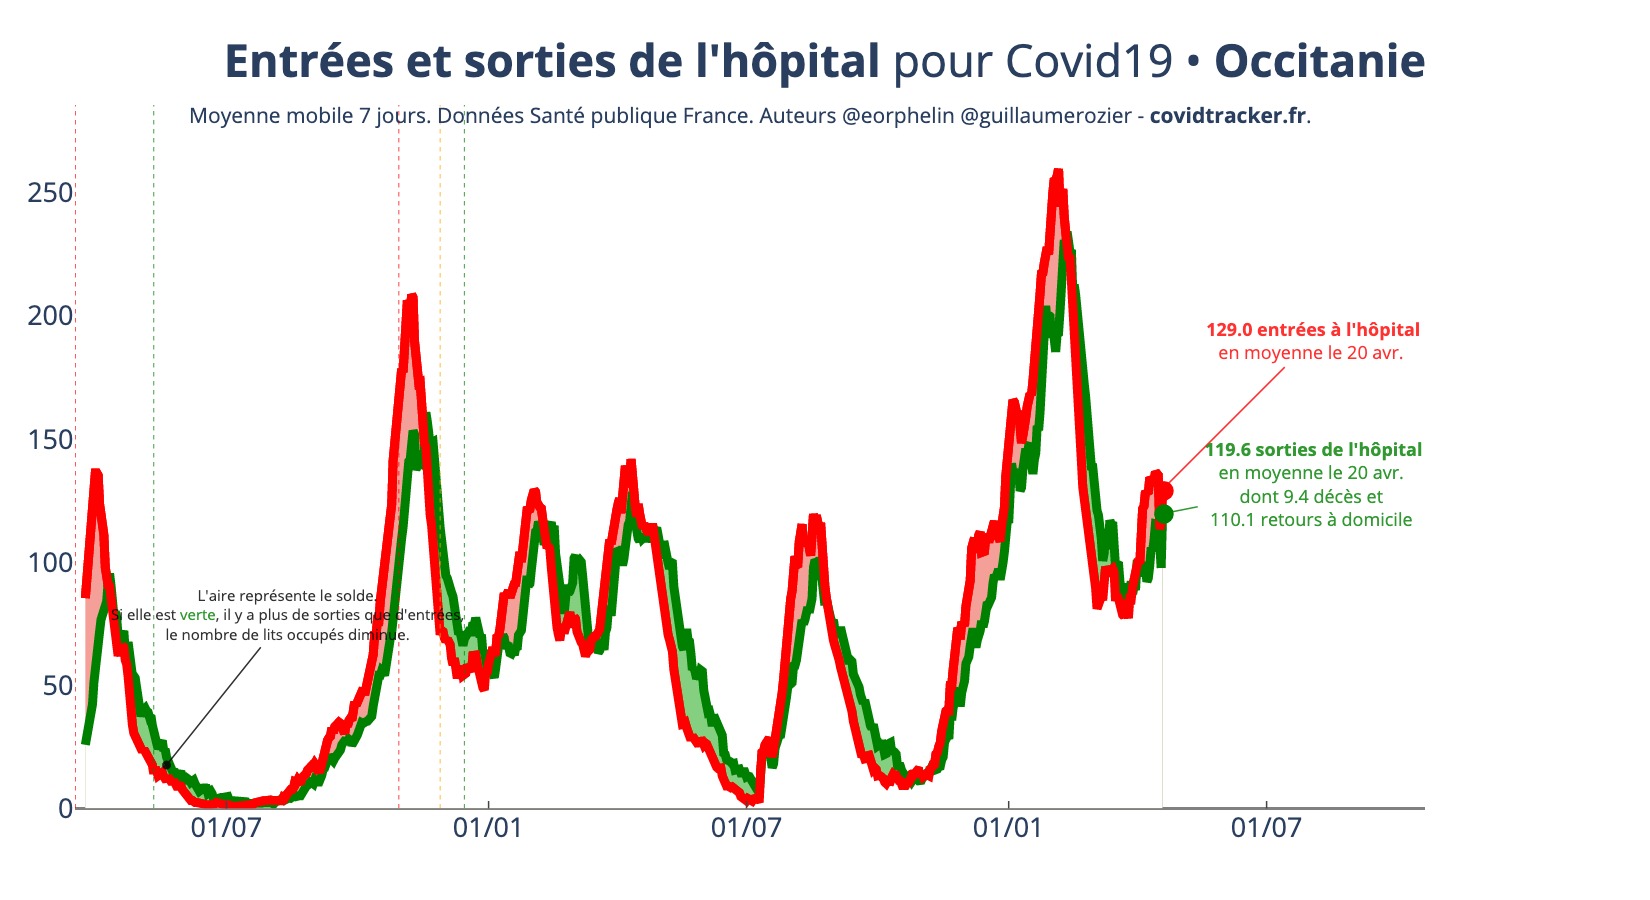 Entrées et sorties de l'hôpital pour Covid19 • Occitanie
Moyenne mobile 7 jours. Données Santé publique France. Auteurs @eorphelin @guillaumerozier - covidtracker.fr.
250
200
150
100
50
0
129.0 entrées à l'hôpital
en moyenne le 20 avr.
119.6 sorties de l'hôpital
en moyenne le 20 avr.
dont 9.4 décès et
110.1 retours à domicile
L'aire représente le solde.
Si elle est verte, il y a plus de sorties que d'entrées,
le nombre de lits occupés diminue.
01/07
01/01
01/07
01/01
01/07